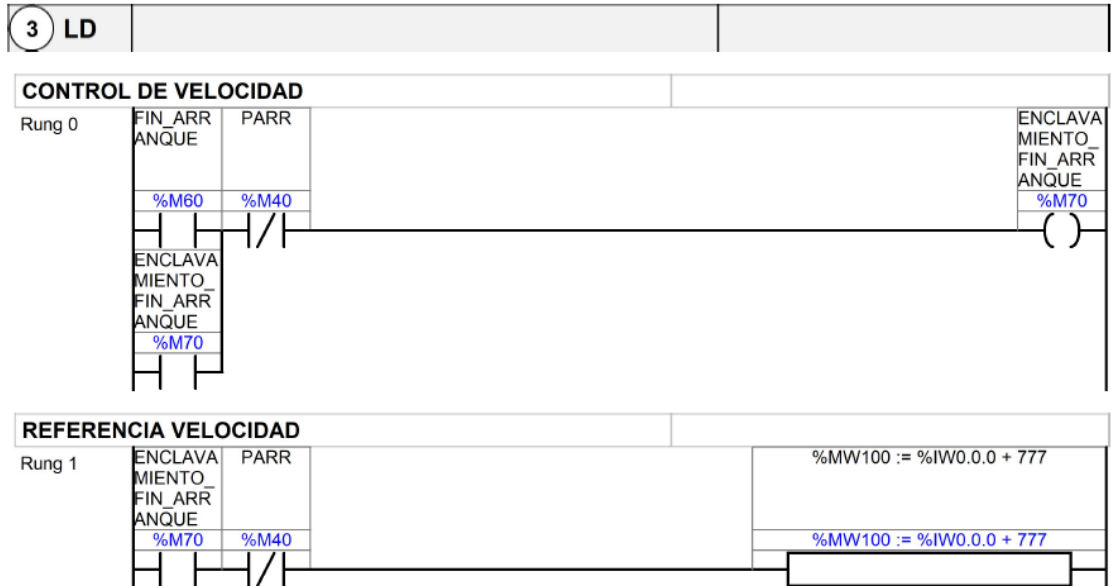 3 LD
CONTROL DE VELOCIDAD
Rung 0
FIN_ARR
ANQUE
PARR
ENCLAVA
MIENTO_
FIN_ARR
ANQUE
%M60
%M40
%M70
ENCLAVA
MIENTO_
FIN_ARR
ANQUE
%M70
REFERENCIA VELOCIDAD
Rung 1
ENCLAVA
MIENTO_
FIN_ARR
ANQUE
PARR
%MW100 := %IW0.0.0 + 777
%M70
%M40
%MW100 := %IW0.0.0 + 777